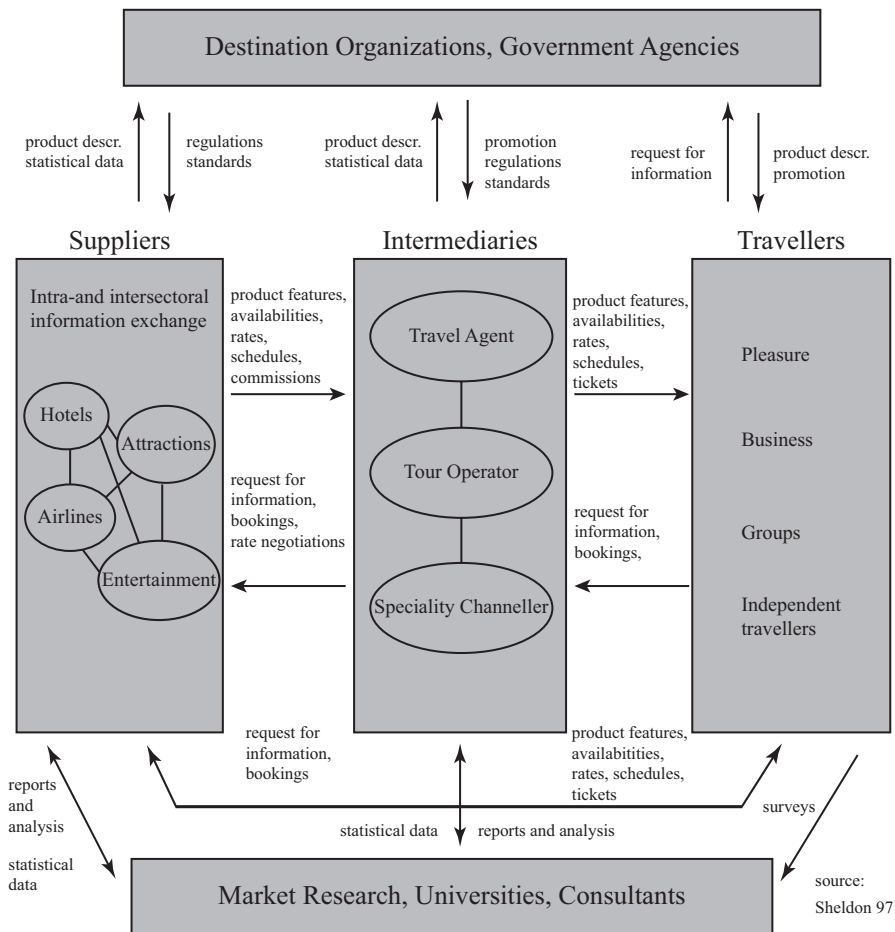 Destination Organizations, Government Agencies
product descr.
statistical data
regulations
standards
product descr.
statistical data
promotion
regulations
standards
request for
information
product descr.
promotion
Suppliers
Intermediaries
Travellers
Intra-and intersectoral
information exchange
Hotels
Attractions
Airlines
Entertainment
product features,
availabilities,
rates,
schedules,
commissions
request for
information,
bookings,
rate negotiations
Travel Agent
Tour Operator
Speciality Channeller
product features,
availabilities,
rates,
schedules,
tickets
request for
information,
bookings,
Pleasure
Business
Groups
Independent
travellers
reports
and
analysis
statistical
data
request for
information,
bookings
product features,
availabitities,
rates, schedules,
tickets
statistical data
reports and analysis
surveys
Market Research, Universities, Consultants
source:
Sheldon 97